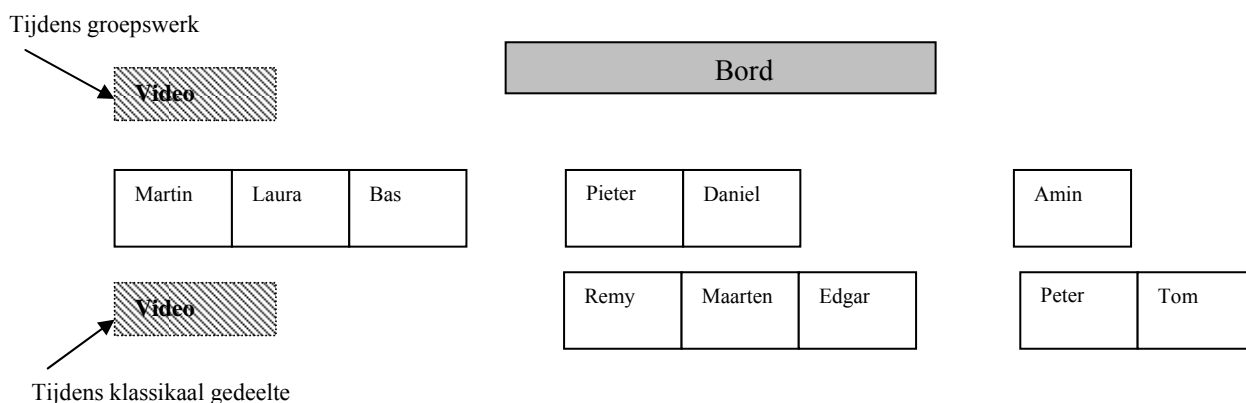 Tijdens groepswerk
Bord
Video
Martin Laura Bas Pieter Daniel Amin
Remy Maarten Edgar Peter Tom
Video
Tijdens klassikaal gedeelte